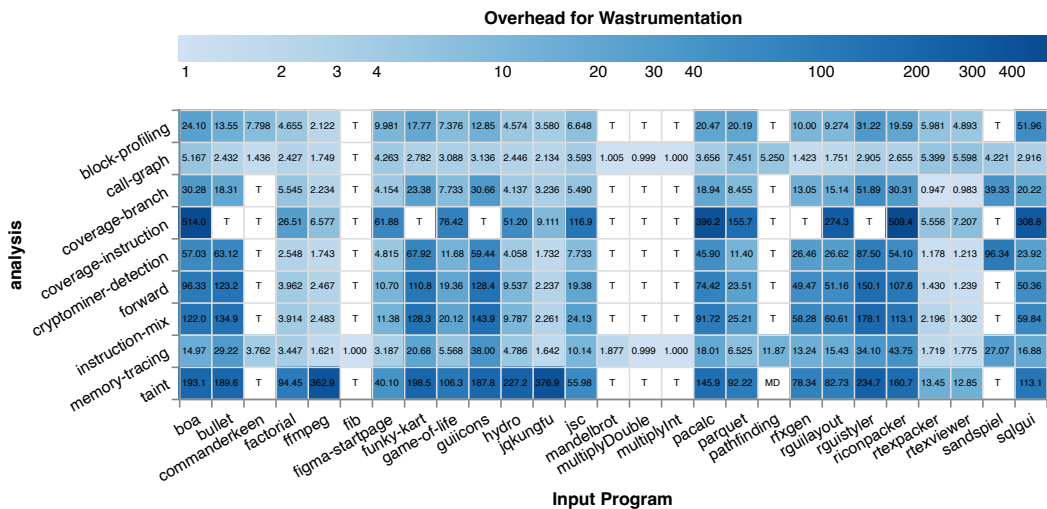 Overhead for Wastrumentation
1 2 3 4 10 20 30 40 100 200 300 400
analysis
block-profiling 24.10 13.55 7.798 4.655 2.122 T 9.981 17.77 7.376 12.85 4.574 3.580 6.648 T T T 20.47 20.19 T 10.00 9.274 31.22 19.59 5.981 4.893 T 51.96
call-graph 5.167 2.432 1.436 2.427 1.749 T 4.263 2.782 3.088 3.136 2.446 2.134 3.593 1.005 0.999 1.000 3.656 7.451 5.250 1.423 1.751 2.905 2.655 5.399 5.598 4.221 2.916
coverage-branch 30.28 18.31 T 5.545 2.234 T 4.154 23.38 7.733 30.66 4.137 3.236 5.490 T T T 18.94 8.455 T 13.05 15.14 51.89 30.31 0.947 0.983 39.33 20.22
coverage-instruction 514.0 T T 26.51 6.577 T 61.88 T 76.42 T 51.20 9.111 116.9 T T T 396.2 155.7 T T 274.3 T 509.4 5.556 7.207 T 308.8
cryptominer-detection 57.03 63.12 T 2.548 1.743 T 4.815 67.92 11.68 59.44 4.058 1.732 7.733 T T T 45.90 11.40 T 26.46 26.62 87.50 54.10 1.178 1.213 96.34 23.92
forward 96.33 123.2 T 3.962 2.467 T 10.70 110.8 19.36 128.4 9.537 2.237 19.38 T T T 74.42 23.51 T 49.47 51.16 150.1 107.6 1.430 1.239 T 50.36
instruction-mix 122.0 134.9 T 3.914 2.483 T 11.38 128.3 20.12 143.9 9.787 2.261 24.13 T T T 91.72 25.21 T 58.28 60.61 178.1 113.1 2.196 1.302 T 59.84
memory-tracing 14.97 29.22 3.762 3.447 1.621 1.000 3.187 20.68 5.568 38.00 4.786 1.642 10.14 1.877 0.999 1.000 18.01 6.525 11.87 13.24 15.43 34.10 43.75 1.719 1.775 27.07 16.88
taint 193.1 189.6 T 94.45 362.9 T 40.10 198.5 106.3 187.8 227.2 376.9 55.98 T T T 145.9 92.22 MD 78.34 82.73 234.7 160.7 13.45 12.85 T 113.1
boa bullet commanderkeen factorial ffmpeg fib figma-startpage funky-kart game-of-life guiicons hydro jqkungfu jsc mandelbrot multiplyDouble multiplyInt pacalc parquet pathfinding rfxgen rguilayout rguistyler riconpacker rtexpacker rtexviewer sandspiel sqlgui
Input Program